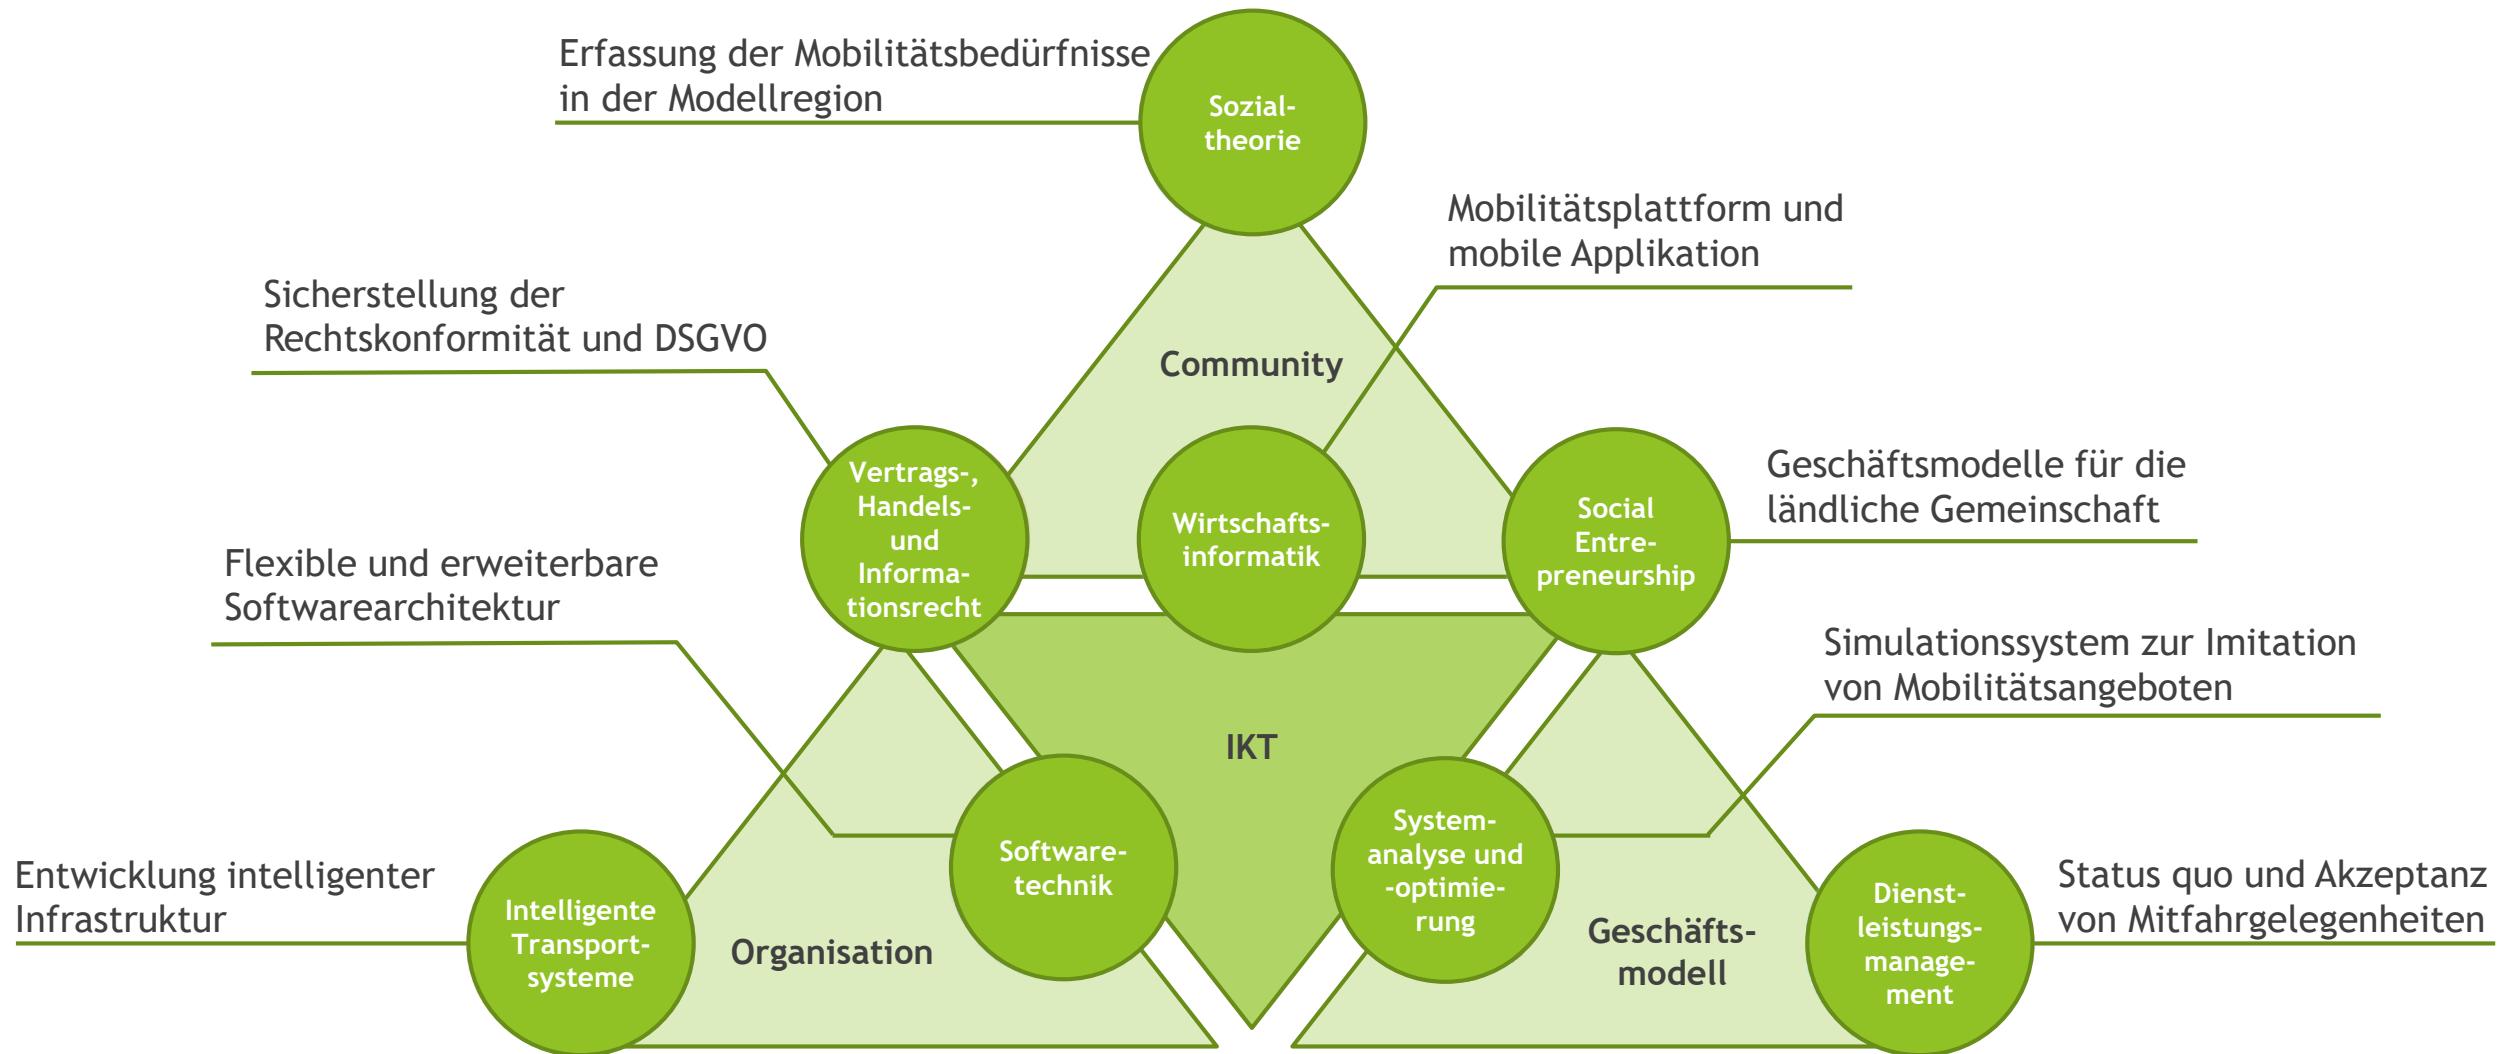 Erfassung der Mobilitätsbedürfnisse
in der Modellregion
Sozial-
theorie
Mobilitätsplattform und
mobile Applikation
Sicherstellung der
Rechtskonformität und DSGVO
Community
Vertrags-,
Handels-
und
Informa-
tionsrecht
Wirtschafts-
informatik
Social
Entre-
preneurship
Geschäftsmodelle für die
ländliche Gemeinschaft
Flexible und erweiterbare
Softwarearchitektur
Simulationssystem zur Imitation
von Mobilitätsangeboten
IKT
Entwicklung intelligenter
Infrastruktur
Intelligente
Transport-
systeme
Organisation
Software-
technik
System-
analyse und
-optimie-
rung
Geschäfts-
modell
Dienst-
leistungs-
manage-
ment
Status quo und Akzeptanz
von Mitfahrgelegenheiten